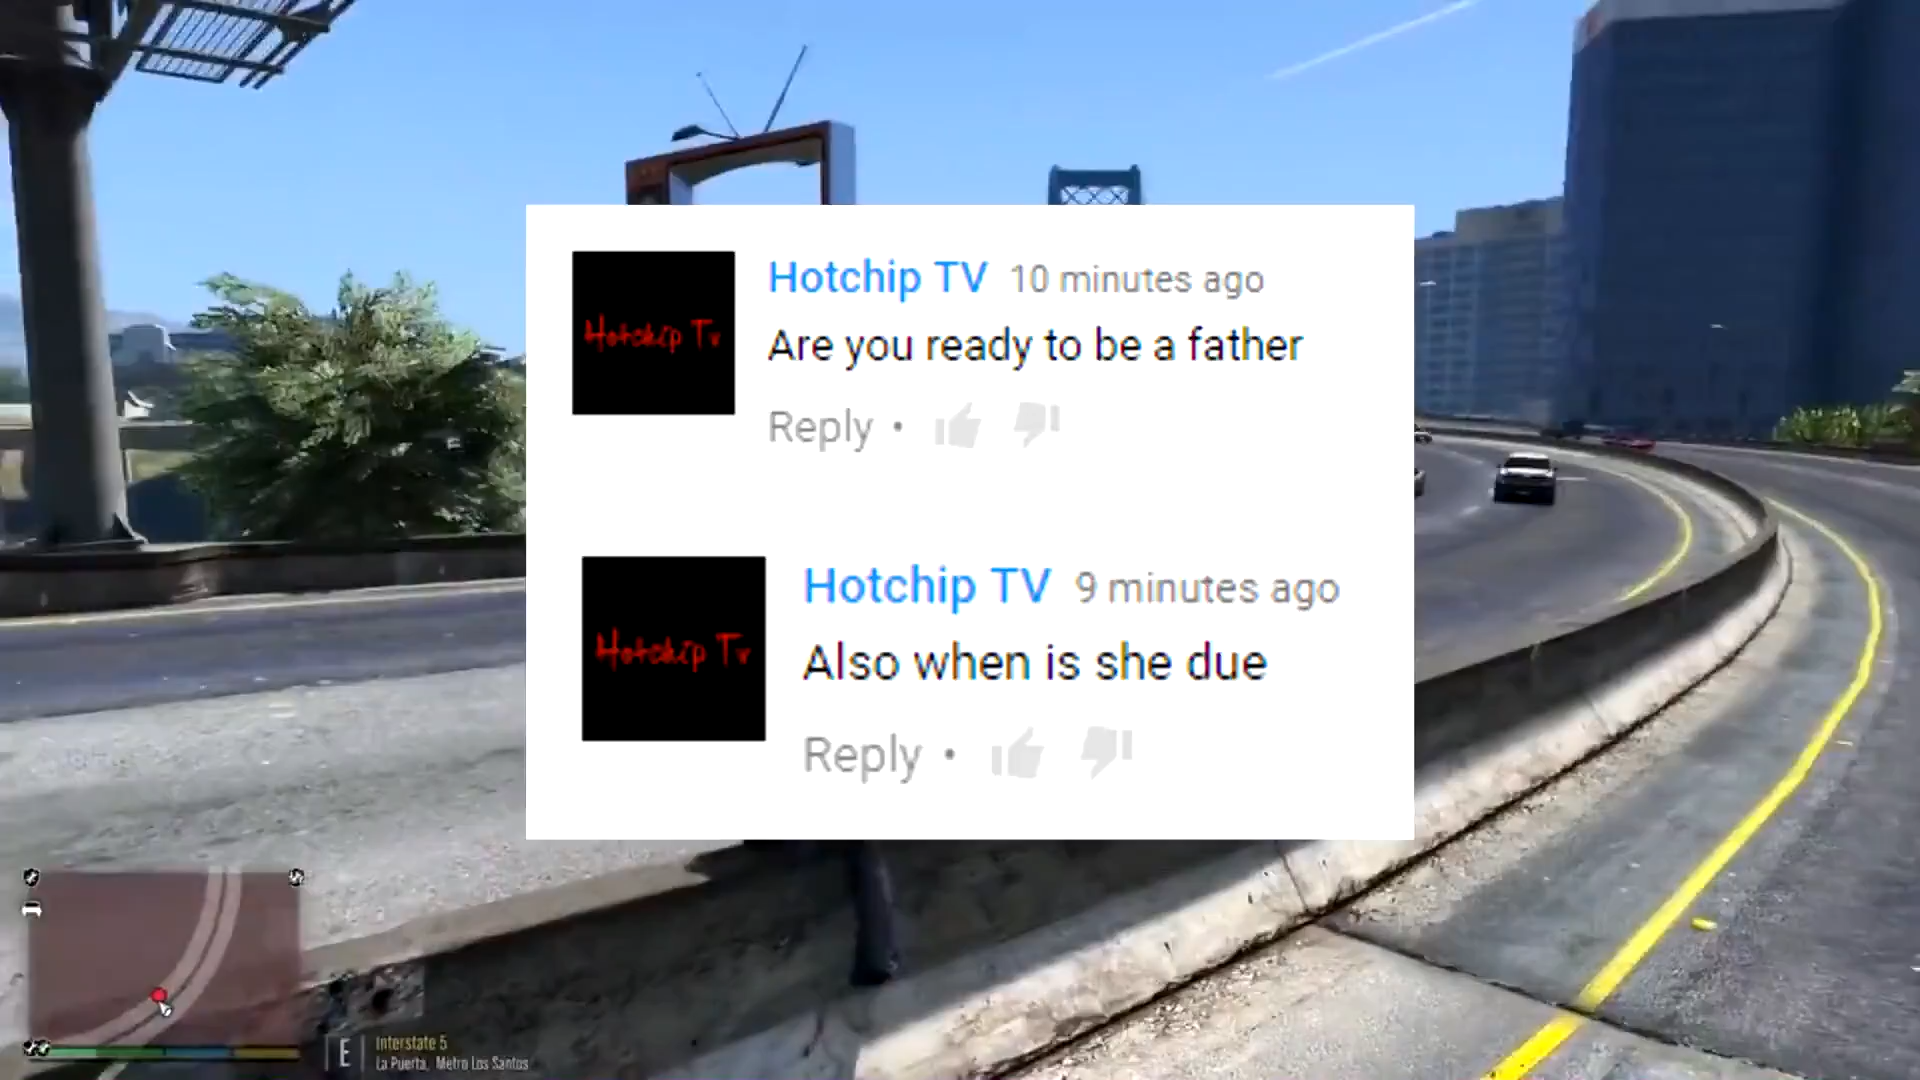 Hotchip TV 10 minutes ago
Hotchip Tv
Are you ready to be a father
Reply •
Hotchip TV 9 minutes ago
Hotchip Tv
Also when is she due
Reply •
E
Interstate 5
La Puerta, Metro Los Santos